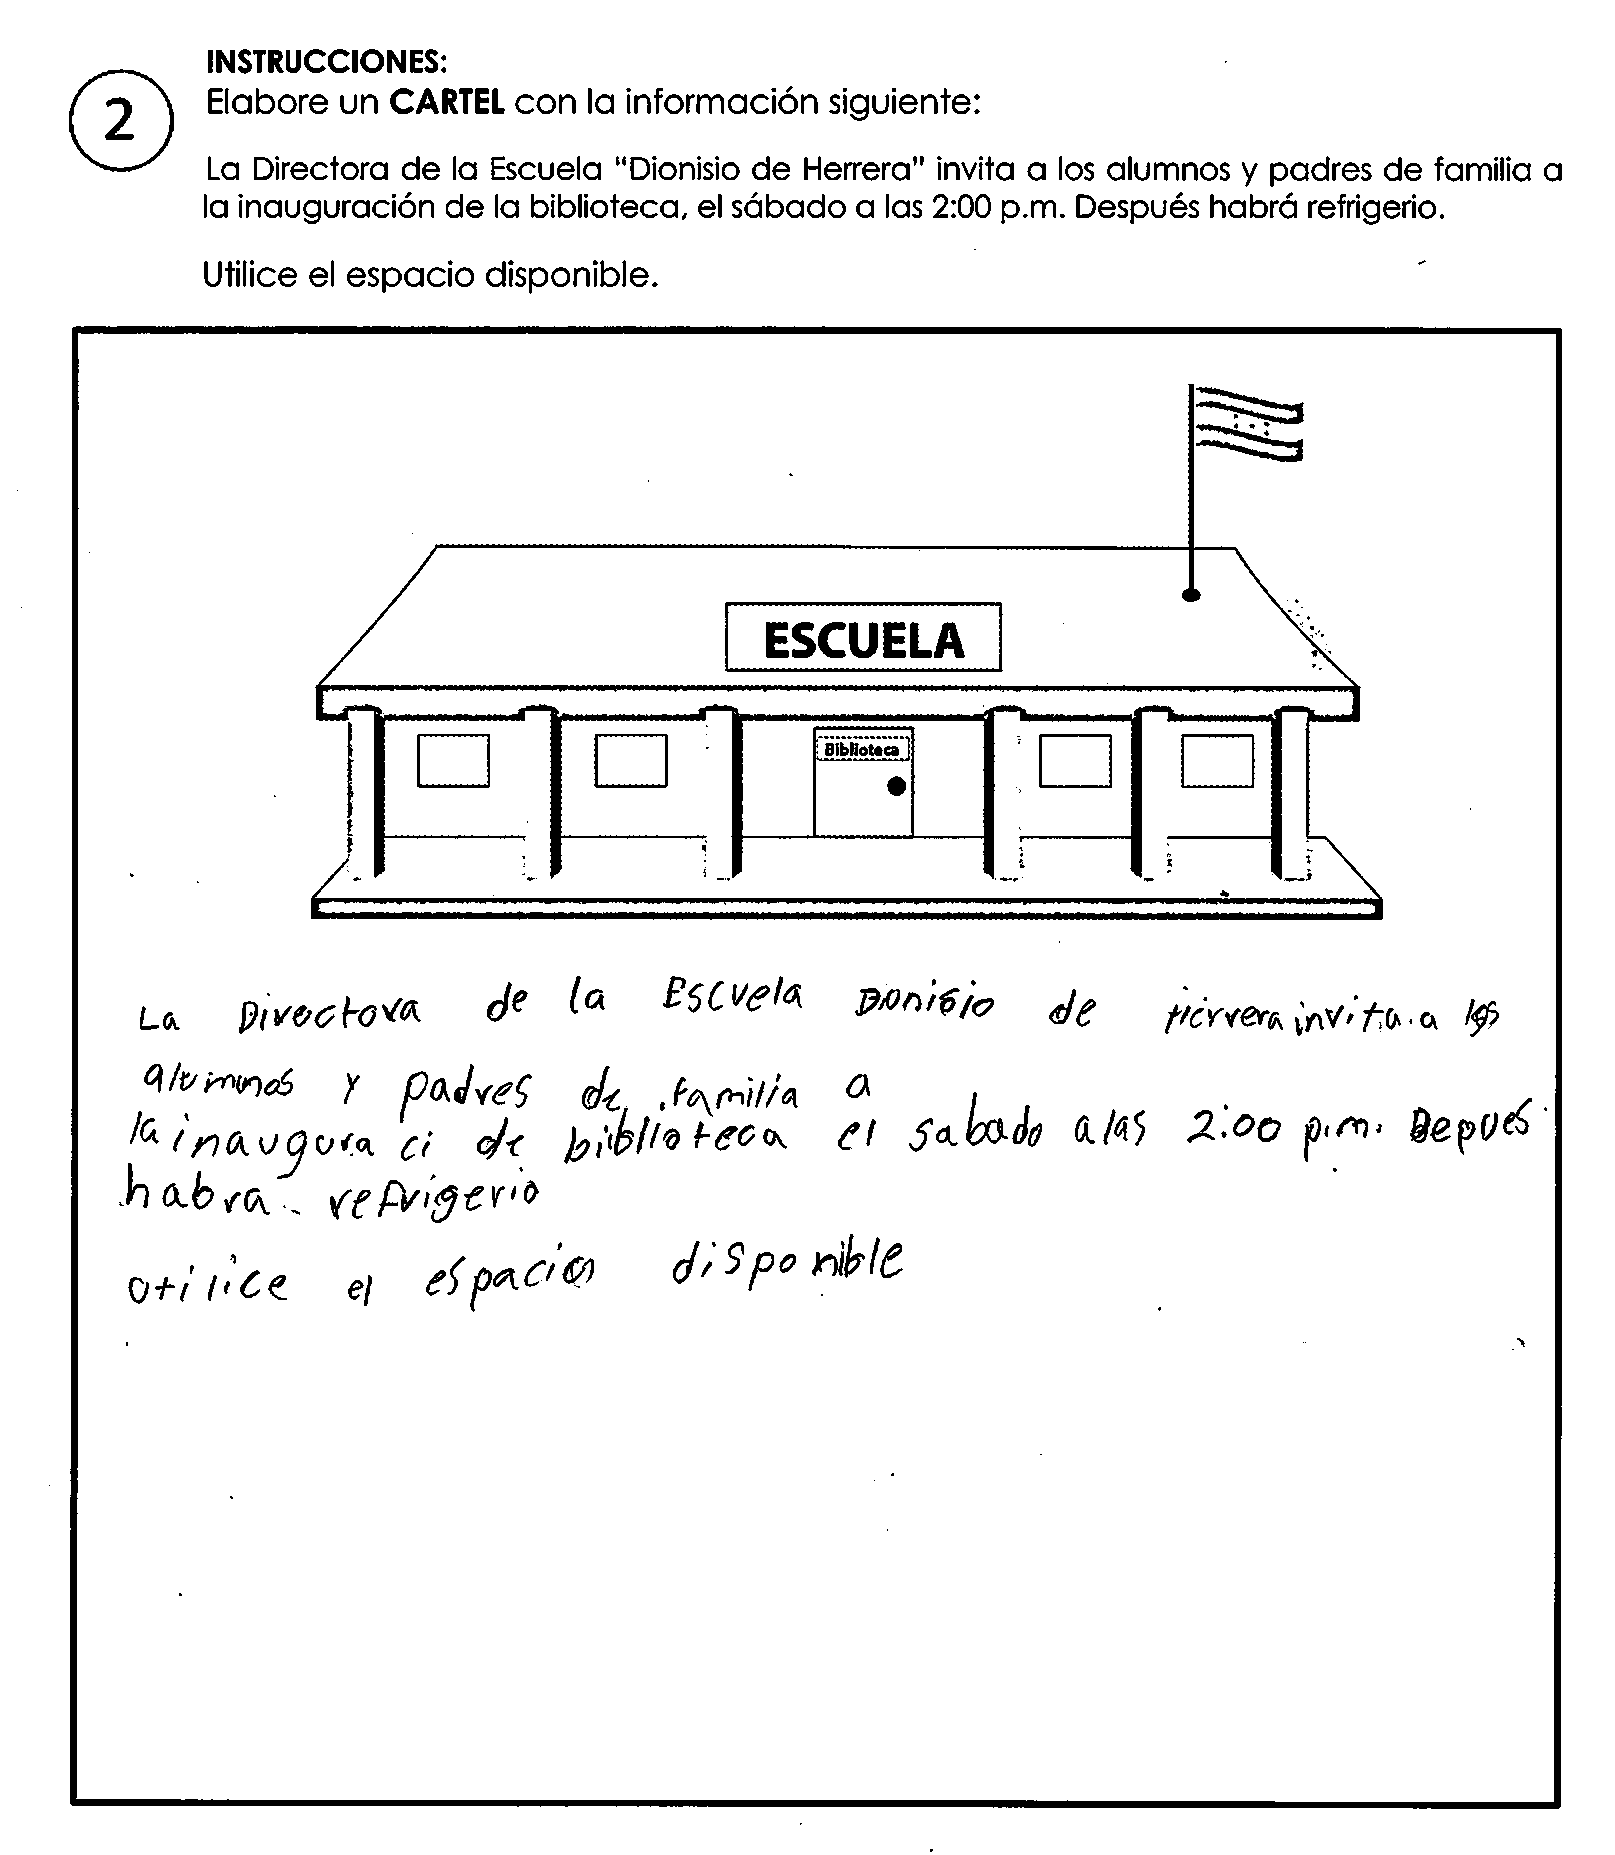 INSTRUCCIONES:
2
Elabore un CARTEL con la información siguiente:
La Directora de la Escuela "Dionisio de Herrera" invita a los alumnos y padres de familia a
la inauguración de la biblioteca, el sábado a las 2:00 p.m. Después habrá refrigerio.
Utilice el espacio disponible.
ESCUELA
Biblioteca
La Directora de la Escuela Donisio de Herrera invita a los
alumnos y padres de familia a
la inaugura ci de biblloteca el sabado a las 2:00 p.m. Depues
habra refrigerio
utilice el espacio disponible